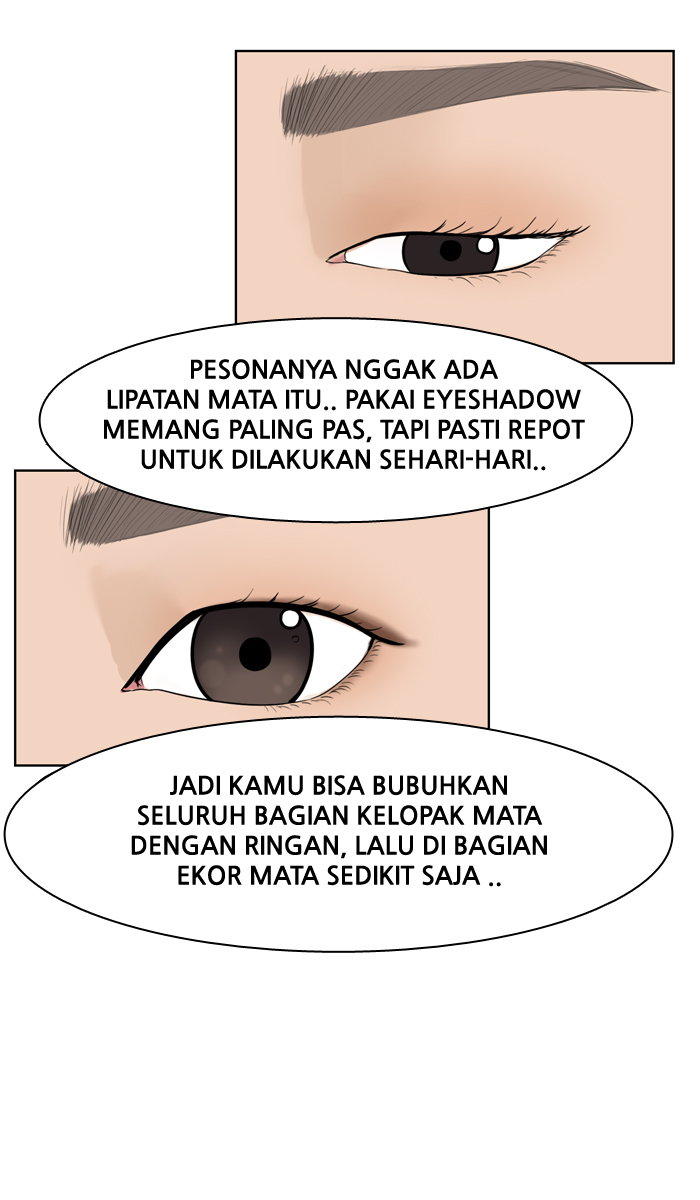 PESONANYA NGGAK ADA
LIPATAN MATA ITU.. PAKAI EYESHADOW
MEMANG PALING PAS, TAPI PASTI REPOT
UNTUK DILAKUKAN SEHARI-HARI..
JADI KAMU BISA BUBUHKAN
SELURUH BAGIAN KELOPAK MATA
DENGAN RINGAN, LALU DI BAGIAN
EKOR MATA SEDIKIT SAJA ..